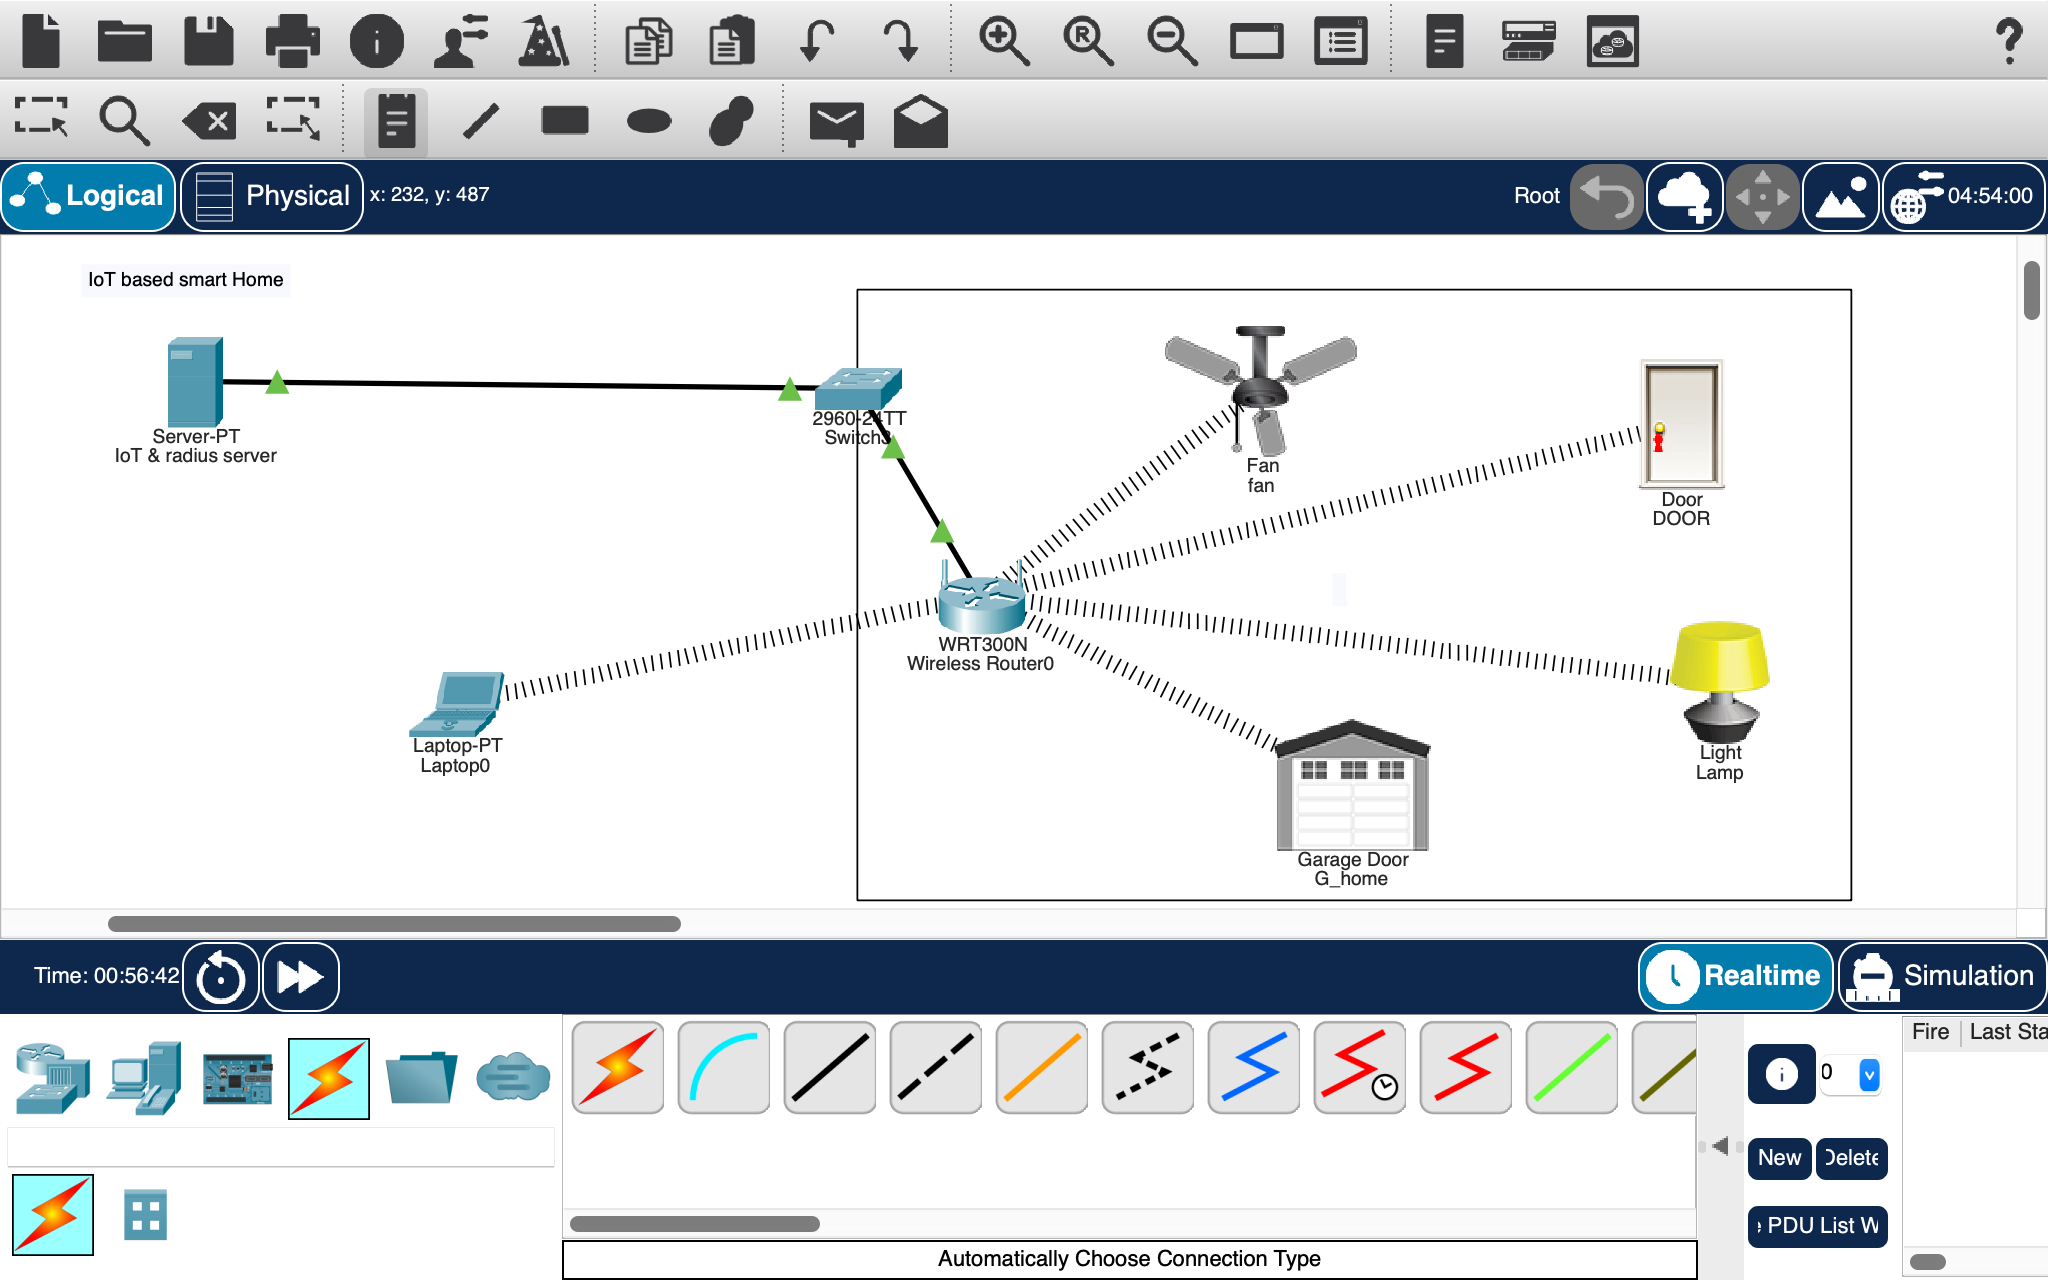 Logical
Physical
x: 232, y: 487
Root
04:54:00
IoT based smart Home
Server-PT
IoT & radius server
2960-24TT
Switch3
Fan
fan
Door
DOOR
WRT300N
Wireless Router0
Laptop-PT
Laptop0
Light
Lamp
Garage Door
G_home
Time: 00:56:42
Realtime
Simulation
Fire
Last Sta
0
New
Delete
PDU List W
Automatically Choose Connection Type